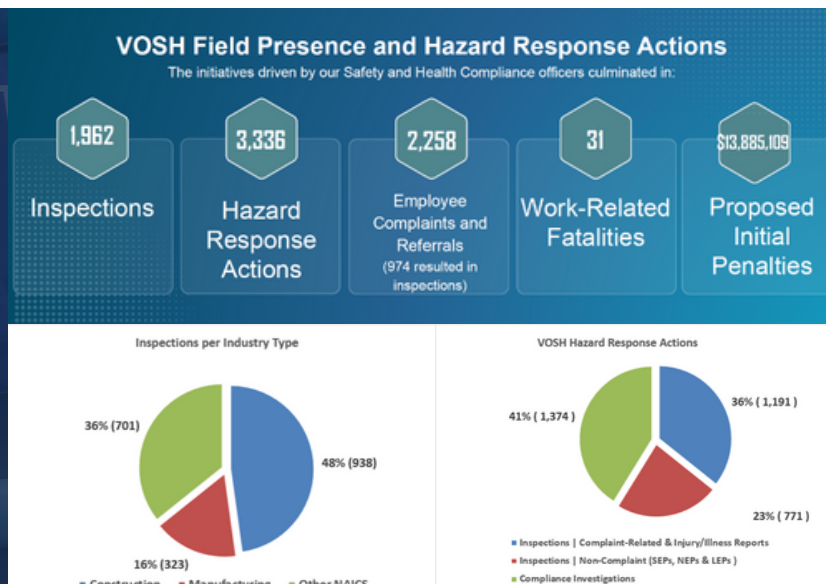 VOSH Field Presence and Hazard Response Actions
The initiatives driven by our Safety and Health Compliance officers culminated in:
1,962
Inspections
3,336
Hazard
Response
Actions
2,258
Employee
Complaints and
Referrals
(974 resulted in
inspections)
31
Work-Related
Fatalities
$13,885,109
Proposed
Initial
Penalties
Inspections per Industry Type
36% (701)
48% (938)
16% (323)
Construction Manufacturing Other NAICS
VOSH Hazard Response Actions
41% ( 1,374 )
36% ( 1,191 )
23% ( 771 )
Inspections | Complaint-Related & Injury/Illness Reports
Inspections | Non-Complaint (SEPs, NEPs & LEPs )
Compliance Investigations